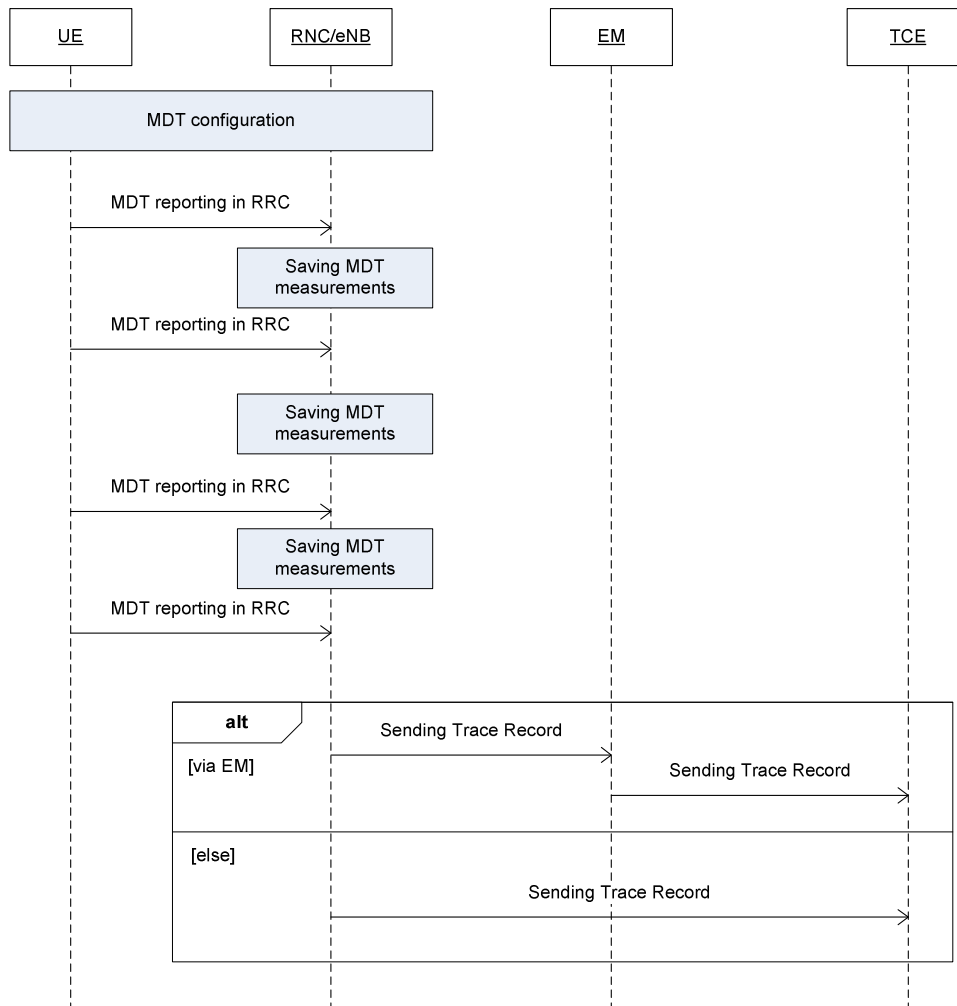 UE
RNC/eNB
EM
TCE
MDT configuration
MDT reporting in RRC
Saving MDT
measurements
MDT reporting in RRC
Saving MDT
measurements
MDT reporting in RRC
Saving MDT
measurements
MDT reporting in RRC
alt
Sending Trace Record
[via EM]
Sending Trace Record
[else]
Sending Trace Record